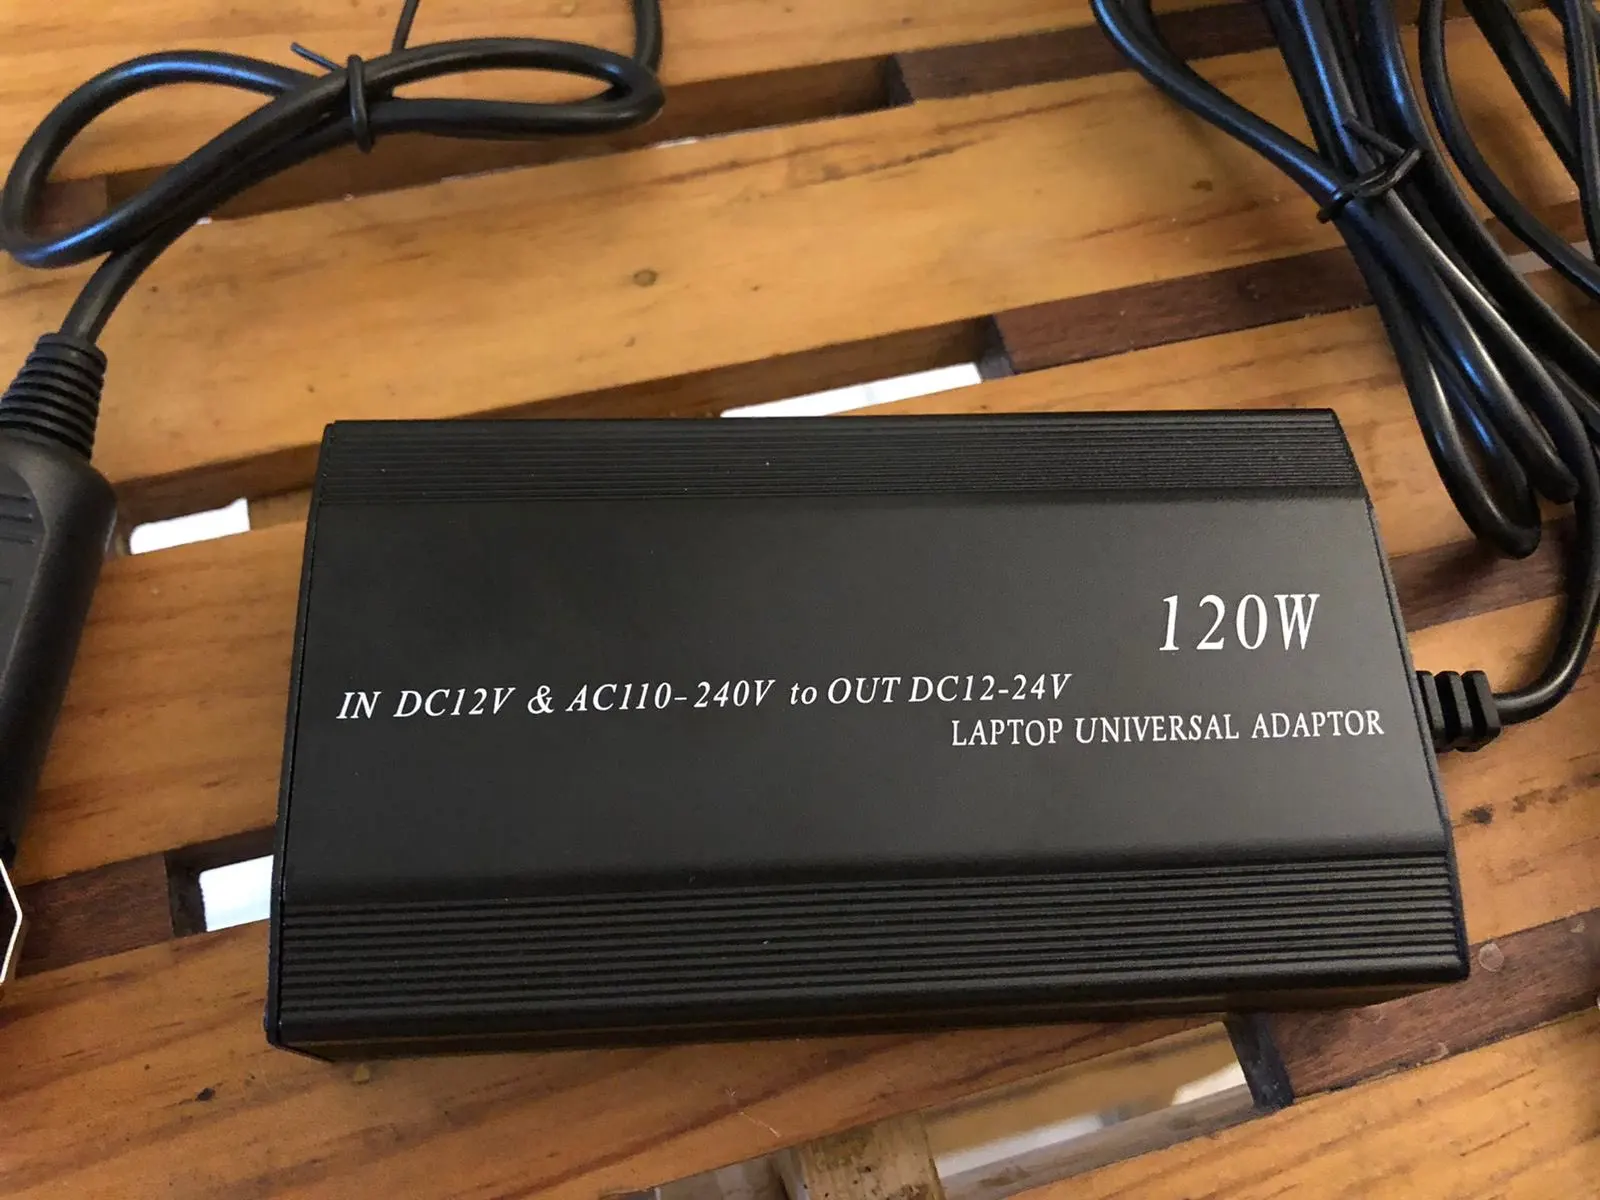 120W
IN DC12V & AC110-240V to OUT DC12-24V
LAPTOP UNIVERSAL ADAPTOR